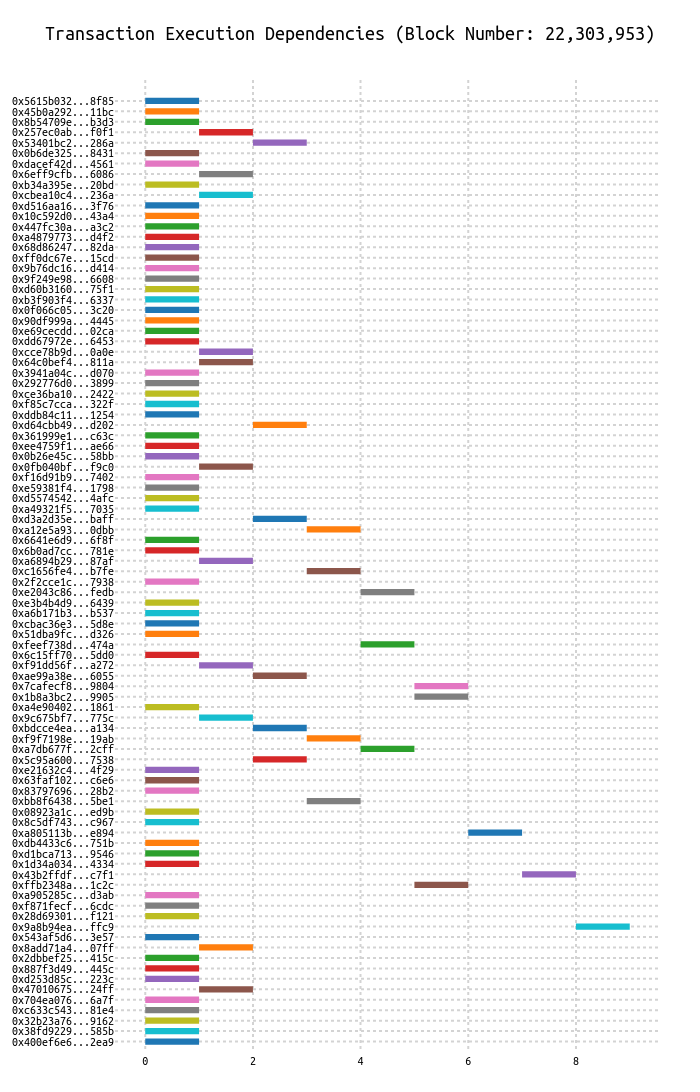 Transaction Execution Dependencies (Block Number: 22,303,953)
0x5615b032...8f85
0x45b0a292...11bc
0x8b54709e...b3d3
0x257ec0ab...f0f1
0x53401bc2...286a
0x0b6de325...8431
0xdacef42d...4561
0x6eff9cfb...6086
0xb34a395e...20bd
0xcbea10c4...236a
0xd516aa16...3f76
0x10c592d0...43a4
0x447fc30a...a3c2
0xa4879773...d4f2
0x68d86247...82da
0xff0dc67e...15cd
0x9b76dc16...d414
0x9f249e98...6608
0xd60b3160...75f1
0xb3f903f4...6337
0x0f066c05...3c20
0x90df999a...4445
0xe69cecdd...02ca
0xdd67972e...6453
0xcce78b9d...0a0e
0x64c0bef4...811a
0x3941a04c...d070
0x292776d0...3899
0xce36ba10...2422
0xf85c7cca...322f
0xddb84c11...1254
0xd64cbb49...d202
0x361999e1...c63c
0xee4759f1...ae66
0x0b26e45c...58bb
0x0fb040bf...f9c0
0xf16d91b9...7402
0xe59381f4...1798
0xd5574542...4afc
0xa49321f5...7035
0xd3a2d35e...baff
0xa12e5a93...0dbb
0x6641e6d9...6f8f
0x6b0ad7cc...781e
0xa6894b29...87af
0xc1656fe4...b7fe
0x2f2cce1c...7938
0xe2043c86...fedb
0xe3b4b4d9...6439
0xa6b171b3...b537
0xcbac36e3...5d8e
0x51dba9fc...d326
0xfeef738d...474a
0x6c15ff70...5dd0
0xf91dd56f...a272
0xae99a38e...6055
0x7cafecf8...9804
0x1b8a3bc2...9905
0xa4e90402...1861
0x9c675bf7...775c
0xbdcce4ea...a134
0xf9f7198e...19ab
0xa7db677f...2cff
0x5c95a600...7538
0xe21632c4...4f29
0x63faf102...c6e6
0x83797696...28b2
0xbb8f6438...5be1
0x08923a1c...ed9b
0x8c5df743...c967
0xa805113b...e894
0xdb4433c6...751b
0xd1bca713...9546
0x1d34a034...4334
0x43b2ffdf...c7f1
0xffb2348a...1c2c
0xa905285c...d3ab
0xf871fecf...6cdc
0x28d69301...f121
0x9a8b94ea...ffc9
0x543af5d6...3e57
0x8add71a4...07ff
0x2dbbef25...415c
0x887f3d49...445c
0xd253d85c...223c
0x47010675...24ff
0x704ea076...6a7f
0xc633c543...81e4
0x32b23a76...9162
0x38fd9229...585b
0x400ef6e6...2ea9
0 2 4 6 8